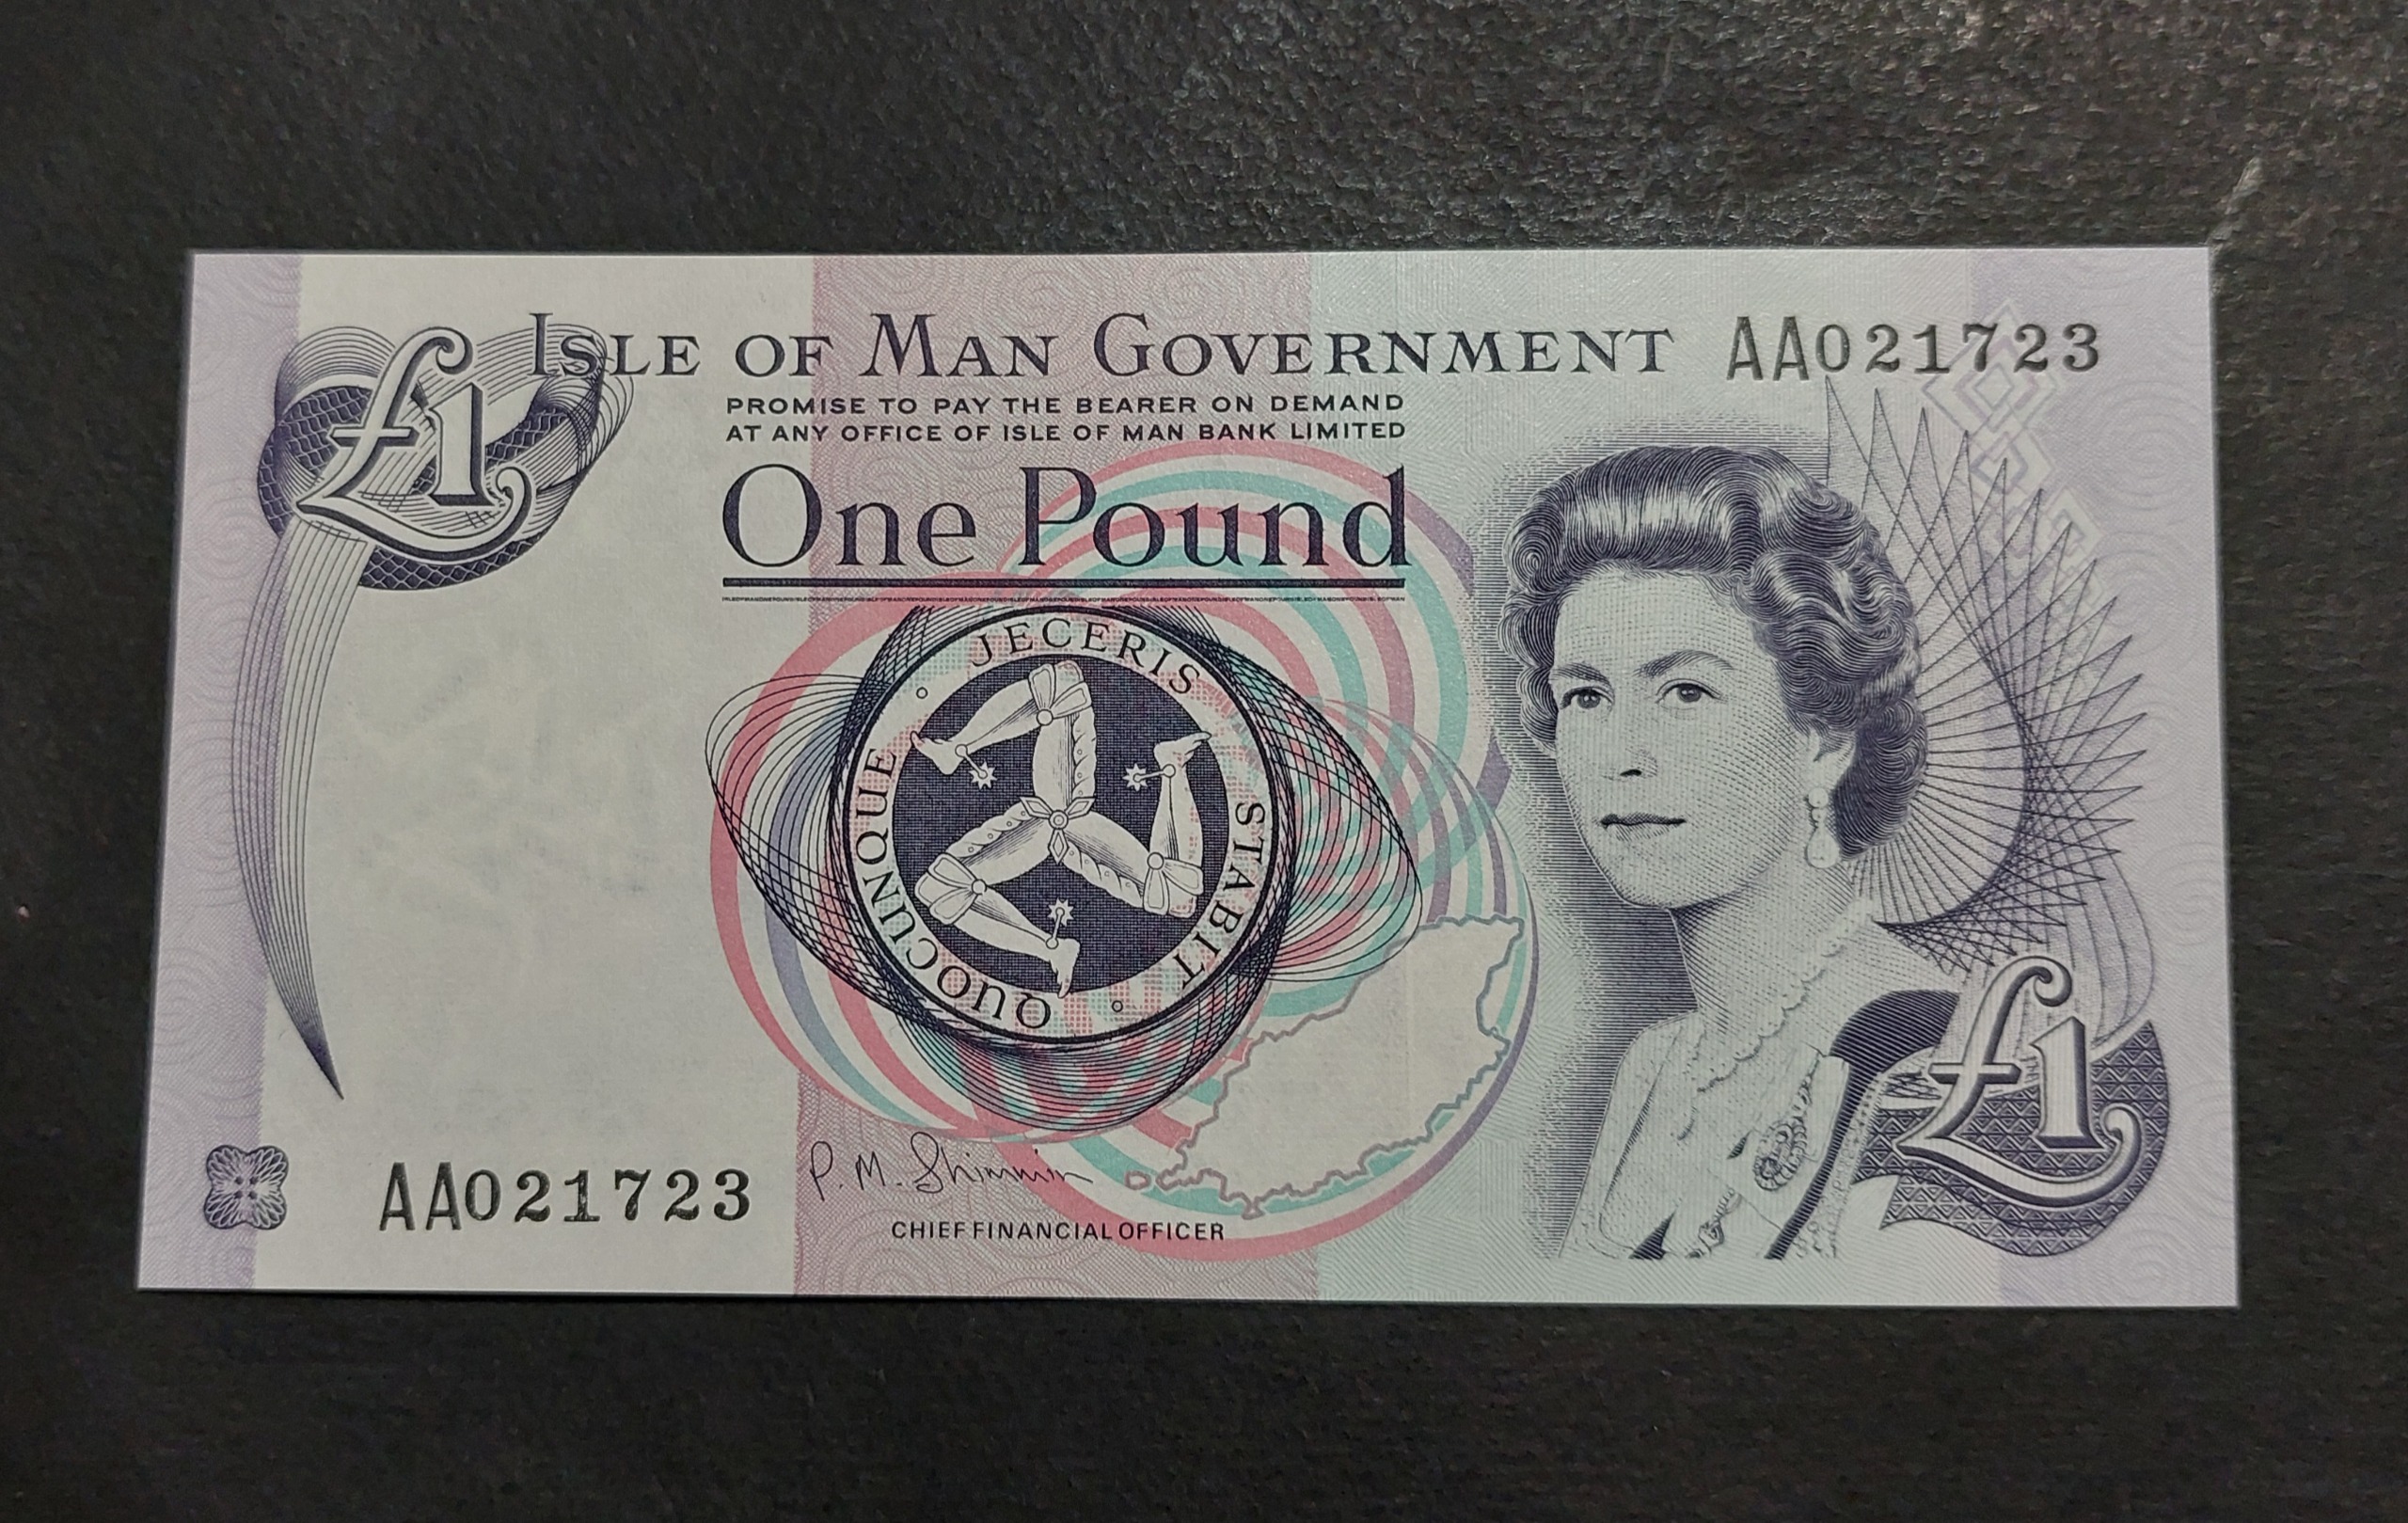 £1
ISLE OF MAN GOVERNMENT
AA021723
PROMISE TO PAY THE BEARER ON DEMAND
AT ANY OFFICE OF ISLE OF MAN BANK LIMITED
One Pound
QUOCUNQUE ∘ JECERIS STABIT ∘
AA021723
P. M. Shimmin
CHIEF FINANCIAL OFFICER
£1